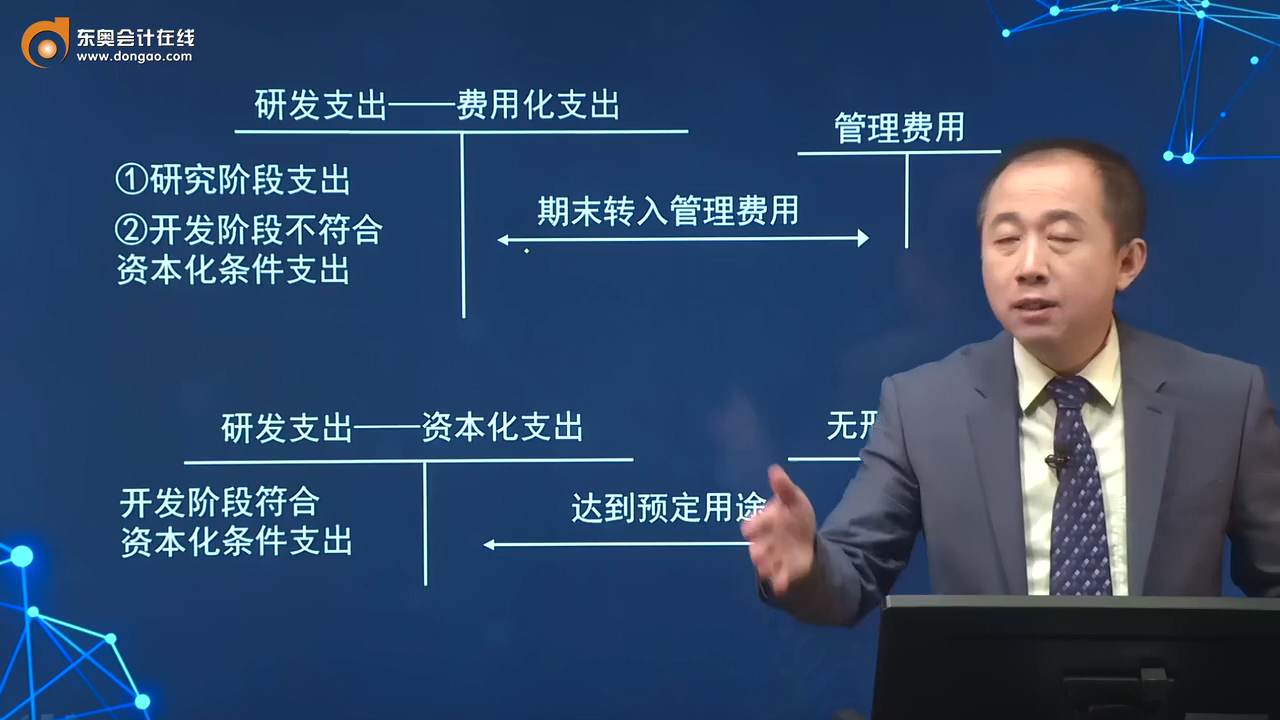 东奥会计在线
www.dongao.com
研发支出——费用化支出
管理费用
①研究阶段支出
期末转入管理费用
②开发阶段不符合
资本化条件支出
研发支出——资本化支出
无形
开发阶段符合
达到预定用途
资本化条件支出